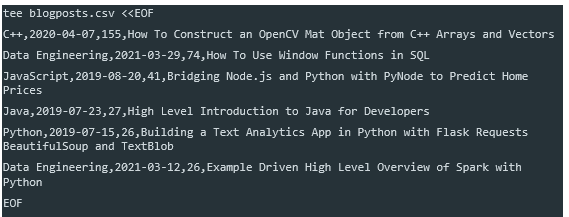 tee blogposts.csv <<EOF
C++,2020-04-07,155,How To Construct an OpenCV Mat Object from C++ Arrays and Vectors
Data Engineering,2021-03-29,74,How To Use Window Functions in SQL
JavaScript,2019-08-20,41,Bridging Node.js and Python with PyNode to Predict Home
Prices
Java,2019-07-23,27,High Level Introduction to Java for Developers
Python,2019-07-15,26,Building a Text Analytics App in Python with Flask Requests
BeautifulSoup and TextBlob
Data Engineering,2021-03-12,26,Example Driven High Level Overview of Spark with
Python
EOF